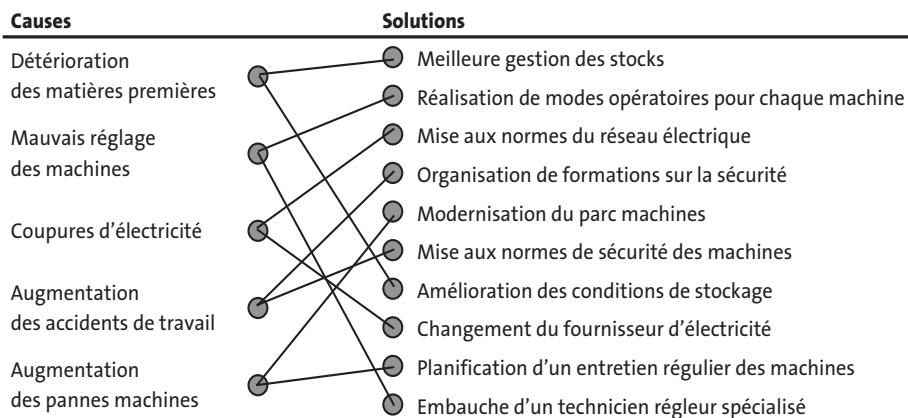 Causes
Solutions
Détérioration
des matières premières
Mauvais réglage
des machines
Coupures d’électricité
Augmentation
des accidents de travail
Augmentation
des pannes machines
Meilleure gestion des stocks
Réalisation de modes opératoires pour chaque machine
Mise aux normes du réseau électrique
Organisation de formations sur la sécurité
Modernisation du parc machines
Mise aux normes de sécurité des machines
Amélioration des conditions de stockage
Changement du fournisseur d’électricité
Planification d’un entretien régulier des machines
Embauche d’un technicien régleur spécialisé